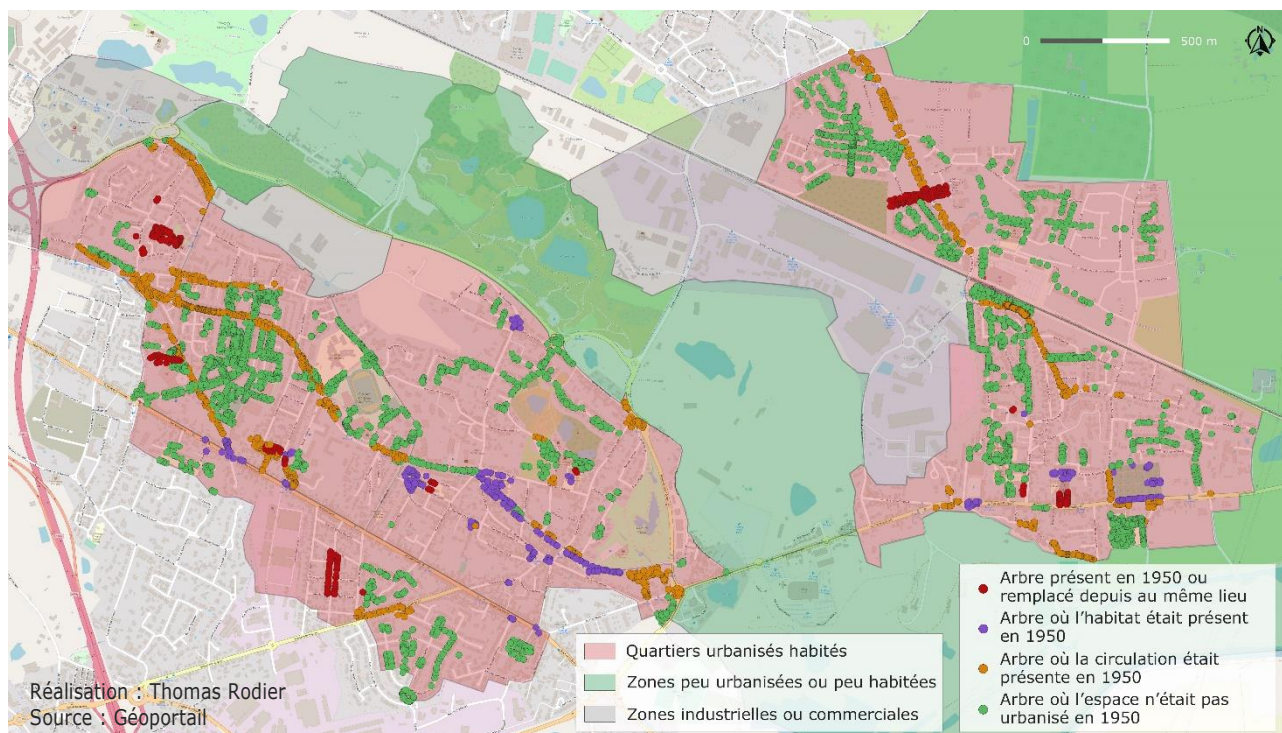 0 500 m
N
Arbre présent en 1950 ou
remplacé depuis au même lieu
Arbre où l'habitat était présent
en 1950
Arbre où la circulation était
présente en 1950
Arbre où l'espace n'était pas
urbanisé en 1950
Quartiers urbanisés habités
Zones peu urbanisées ou peu habitées
Zones industrielles ou commerciales
Réalisation : Thomas Rodier
Source : Géoportail